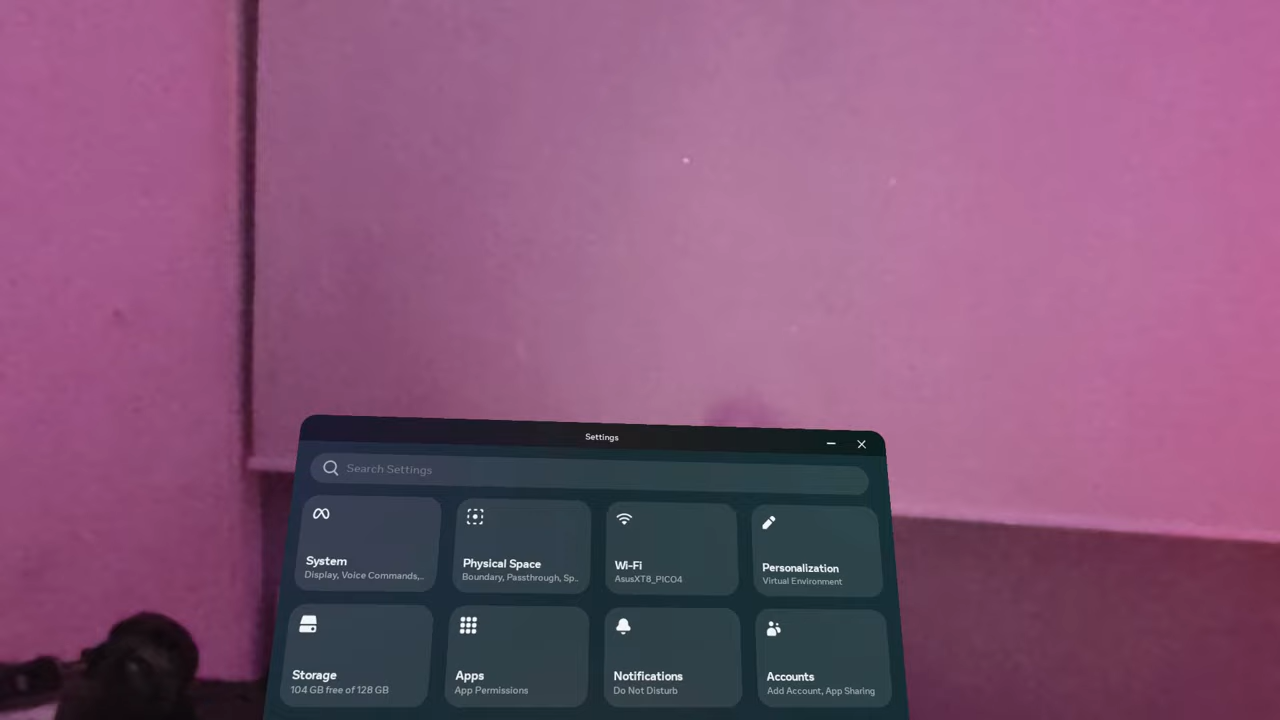 Settings
Search Settings
System
Display, Voice Commands,..
Physical Space
Boundary, Passthrough, Sp..
Wi-Fi
AsusXT8_PICO4
Personalization
Virtual Environment
Storage
104 GB free of 128 GB
Apps
App Permissions
Notifications
Do Not Disturb
Accounts
Add Account, App Sharing